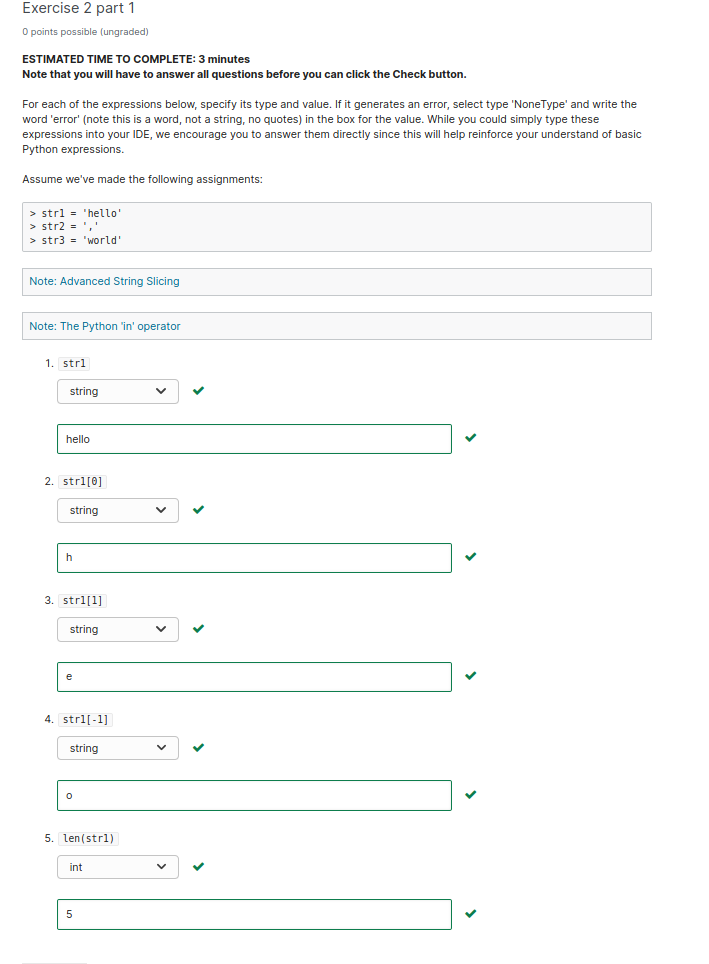 Exercise 2 part 1
0 points possible (ungraded)
ESTIMATED TIME TO COMPLETE: 3 minutes
Note that you will have to answer all questions before you can click the Check button.
For each of the expressions below, specify its type and value. If it generates an error, select type 'NoneType' and write the
word 'error' (note this is a word, not a string, no quotes) in the box for the value. While you could simply type these
expressions into your IDE, we encourage you to answer them directly since this will help reinforce your understand of basic
Python expressions.
Assume we've made the following assignments:
> str1 = 'hello'
> str2 = ','
> str3 = 'world'
Note: Advanced String Slicing
Note: The Python 'in' operator
1. str1
string
hello
2. str1[0]
string
h
3. str1[1]
string
e
4. str1[-1]
string
o
5. len(str1)
int
5